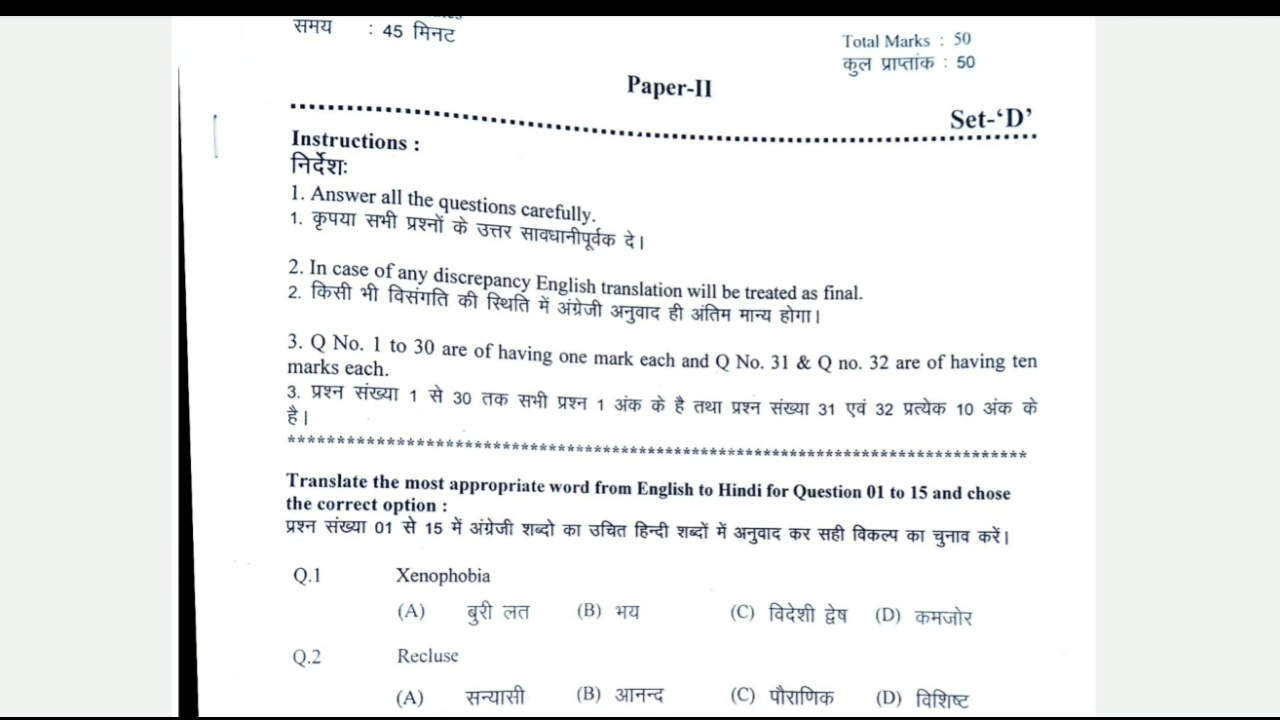 समय : 45 मिनट
Total Marks : 50
कुल प्राप्तांक : 50
Paper-II
Set-‘D’
Instructions :
निर्देशः
1. Answer all the questions carefully.
1. कृपया सभी प्रश्नों के उत्तर सावधानीपूर्वक दे।
2. In case of any discrepancy English translation will be treated as final.
2. किसी भी विसंगति की स्थिति में अंग्रेजी अनुवाद ही अंतिम मान्य होगा।
3. Q No. 1 to 30 are of having one mark each and Q No. 31 & Q no. 32 are of having ten
marks each.
3. प्रश्न संख्या 1 से 30 तक सभी प्रश्न 1 अंक के है तथा प्रश्न संख्या 31 एवं 32 प्रत्येक 10 अंक के
है।
Translate the most appropriate word from English to Hindi for Question 01 to 15 and chose
the correct option :
प्रश्न संख्या 01 से 15 में अंग्रेजी शब्दो का उचित हिन्दी शब्दों में अनुवाद कर सही विकल्प का चुनाव करें।
Q.1 Xenophobia
(A) बुरी लत (B) भय (C) विदेशी द्वेष (D) कमजोर
Q.2 Recluse
(A) सन्यासी (B) आनन्द (C) पौराणिक (D) विशिष्ट